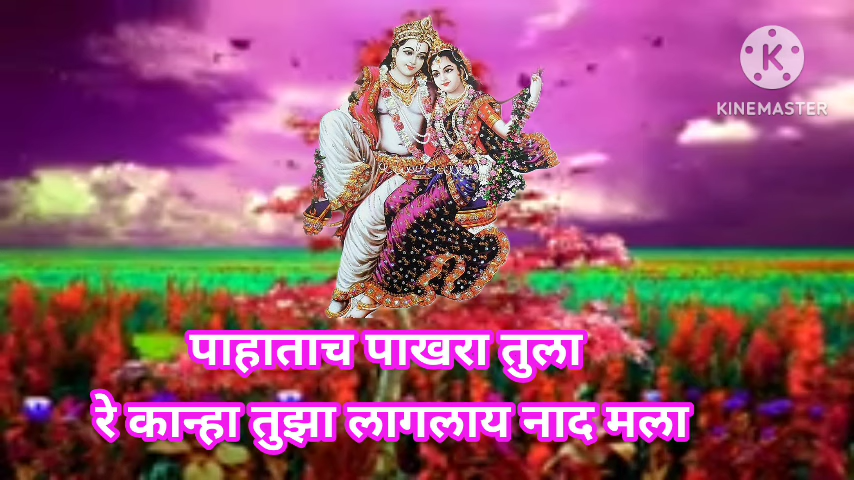 KINEMASTER
पाहाताच पाखरा तुला
रे कान्हा तुझा लागलाय नाद मला